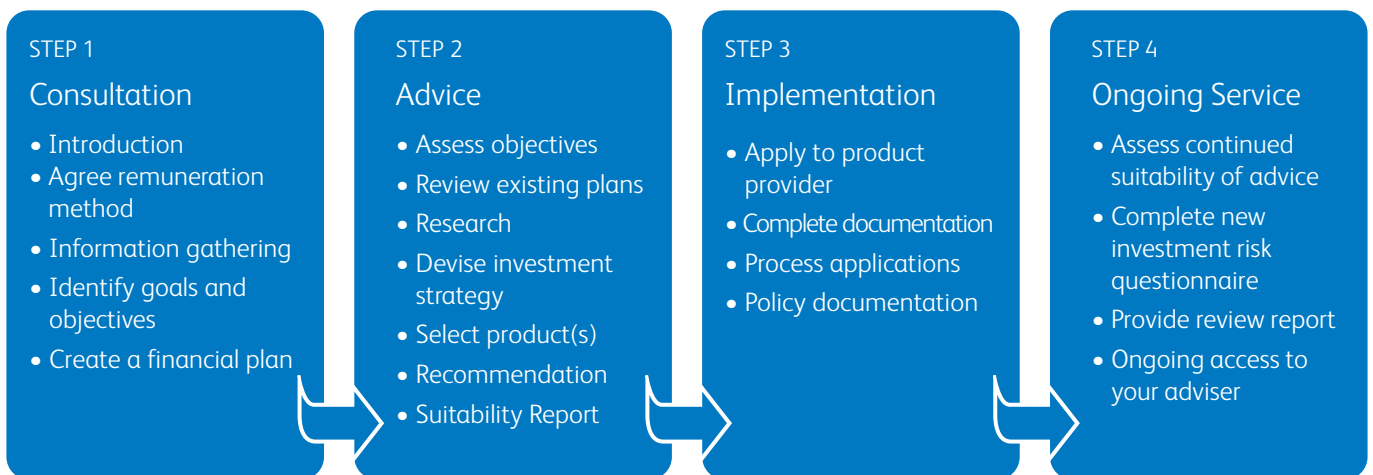 STEP 1
Consultation
• Introduction
• Agree remuneration
method
• Information gathering
• Identify goals and
objectives
• Create a financial plan
STEP 2
Advice
• Assess objectives
• Review existing plans
• Research
• Devise investment
strategy
• Select product(s)
• Recommendation
• Suitability Report
STEP 3
Implementation
• Apply to product
provider
• Complete documentation
• Process applications
• Policy documentation
STEP 4
Ongoing Service
• Assess continued
suitability of advice
• Complete new
investment risk
questionnaire
• Provide review report
• Ongoing access to
your adviser